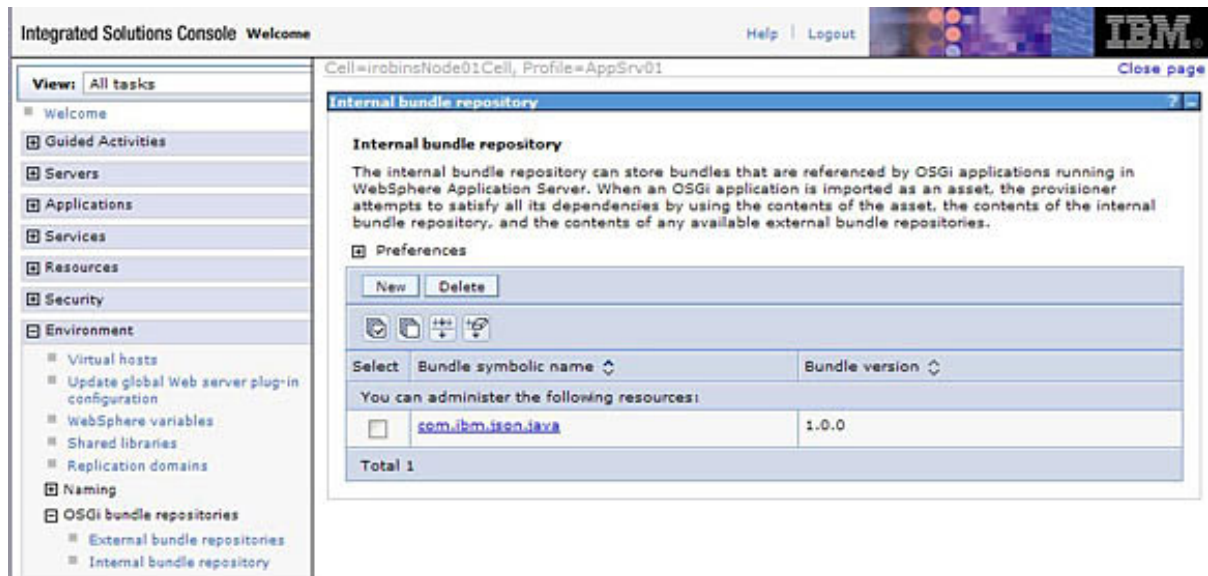 Integrated Solutions Console Welcome
Help | Logout
IBM®
View: All tasks
Welcome
Guided Activities
Servers
Applications
Services
Resources
Security
Environment
Virtual hosts
Update global Web server plug-in
configuration
WebSphere variables
Shared libraries
Replication domains
Naming
OSGi bundle repositories
External bundle repositories
Internal bundle repository
Cell=irobinsNode01Cell, Profile=AppSrv01
Close page
Internal bundle repository
? -
Internal bundle repository
The internal bundle repository can store bundles that are referenced by OSGi applications running in
WebSphere Application Server. When an OSGi application is imported as an asset, the provisioner
attempts to satisfy all its dependencies by using the contents of the asset, the contents of the internal
bundle repository, and the contents of any available external bundle repositories.
Preferences
New Delete
Select Bundle symbolic name Bundle version
You can administer the following resources:
com.ibm.json.java 1.0.0
Total 1